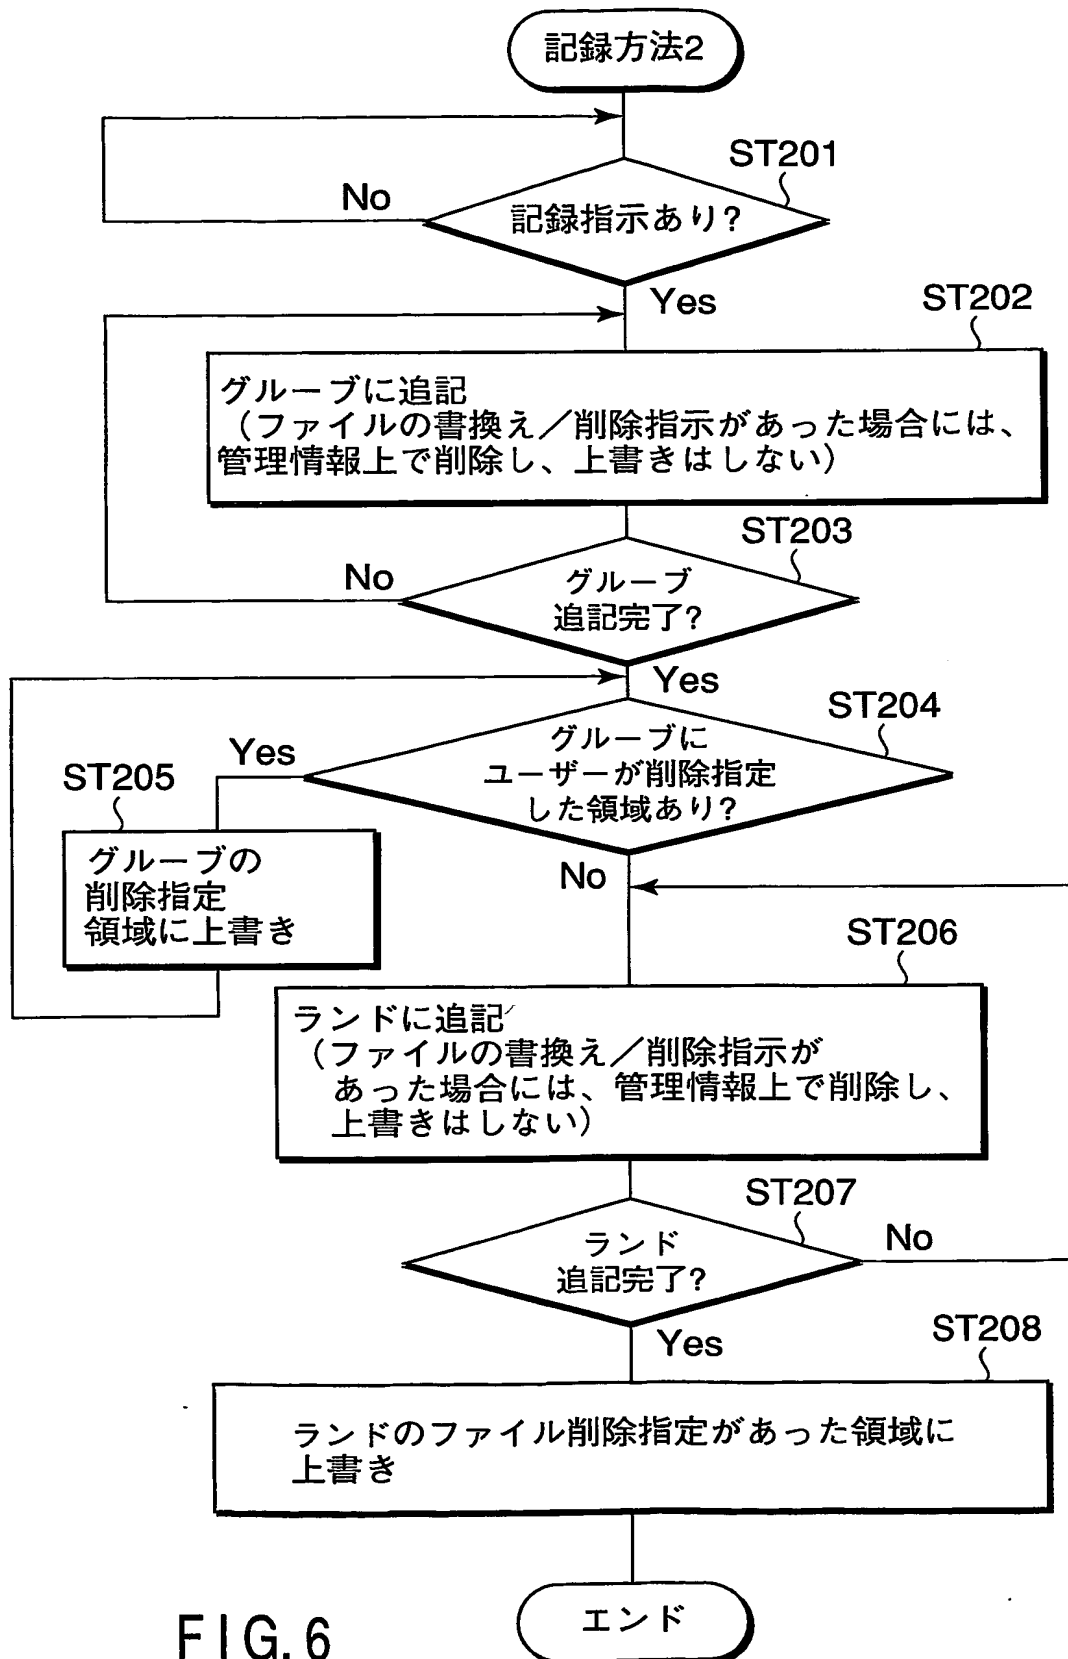 記録方法2
ST201
No
記録指示あり?
Yes
ST202
グルーブに追記
(ファイルの書換え/削除指示があった場合には、
管理情報上で削除し、上書きはしない)
ST203
No
グルーブ
追記完了?
Yes
ST204
グルーブに
ユーザーが削除指定
した領域あり?
Yes
ST205
グルーブの
削除指定
領域に上書き
No
ST206
ランドに追記
(ファイルの書換え/削除指示が
あった場合には、管理情報上で削除し、
上書きはしない)
ST207
ランド
追記完了?
No
Yes
ST208
ランドのファイル削除指定があった領域に
上書き
エンド
FIG. 6